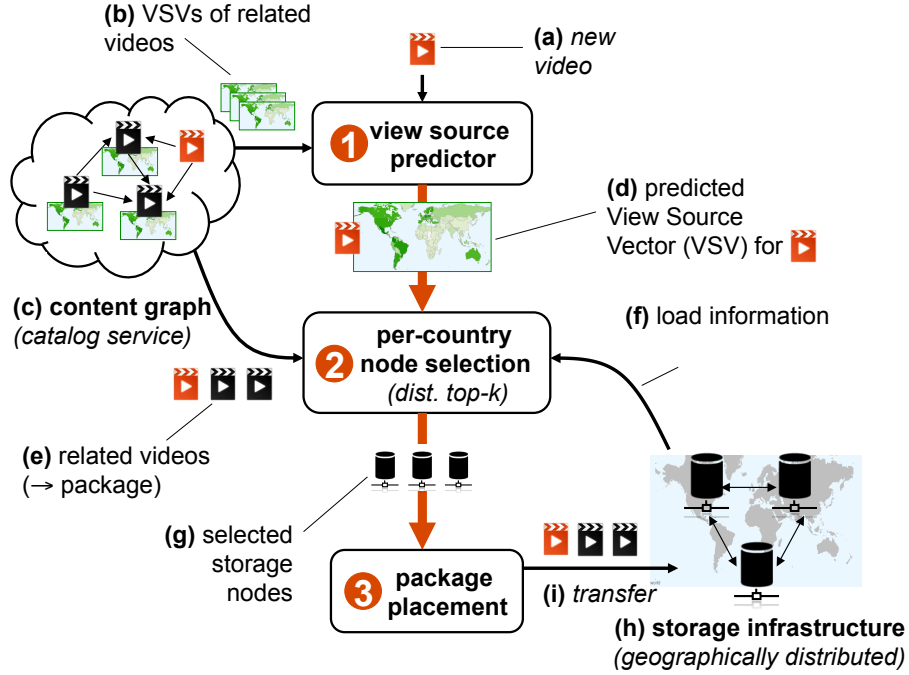 (b) VSVs of related
videos
(a) new
video
1 view source
predictor
(d) predicted
View Source
Vector (VSV) for
(c) content graph
(catalog service)
(f) load information
2 per-country
node selection
(dist. top-k)
(e) related videos
(→ package)
(g) selected
storage
nodes
3 package
placement
(i) transfer
world
(h) storage infrastructure
(geographically distributed)